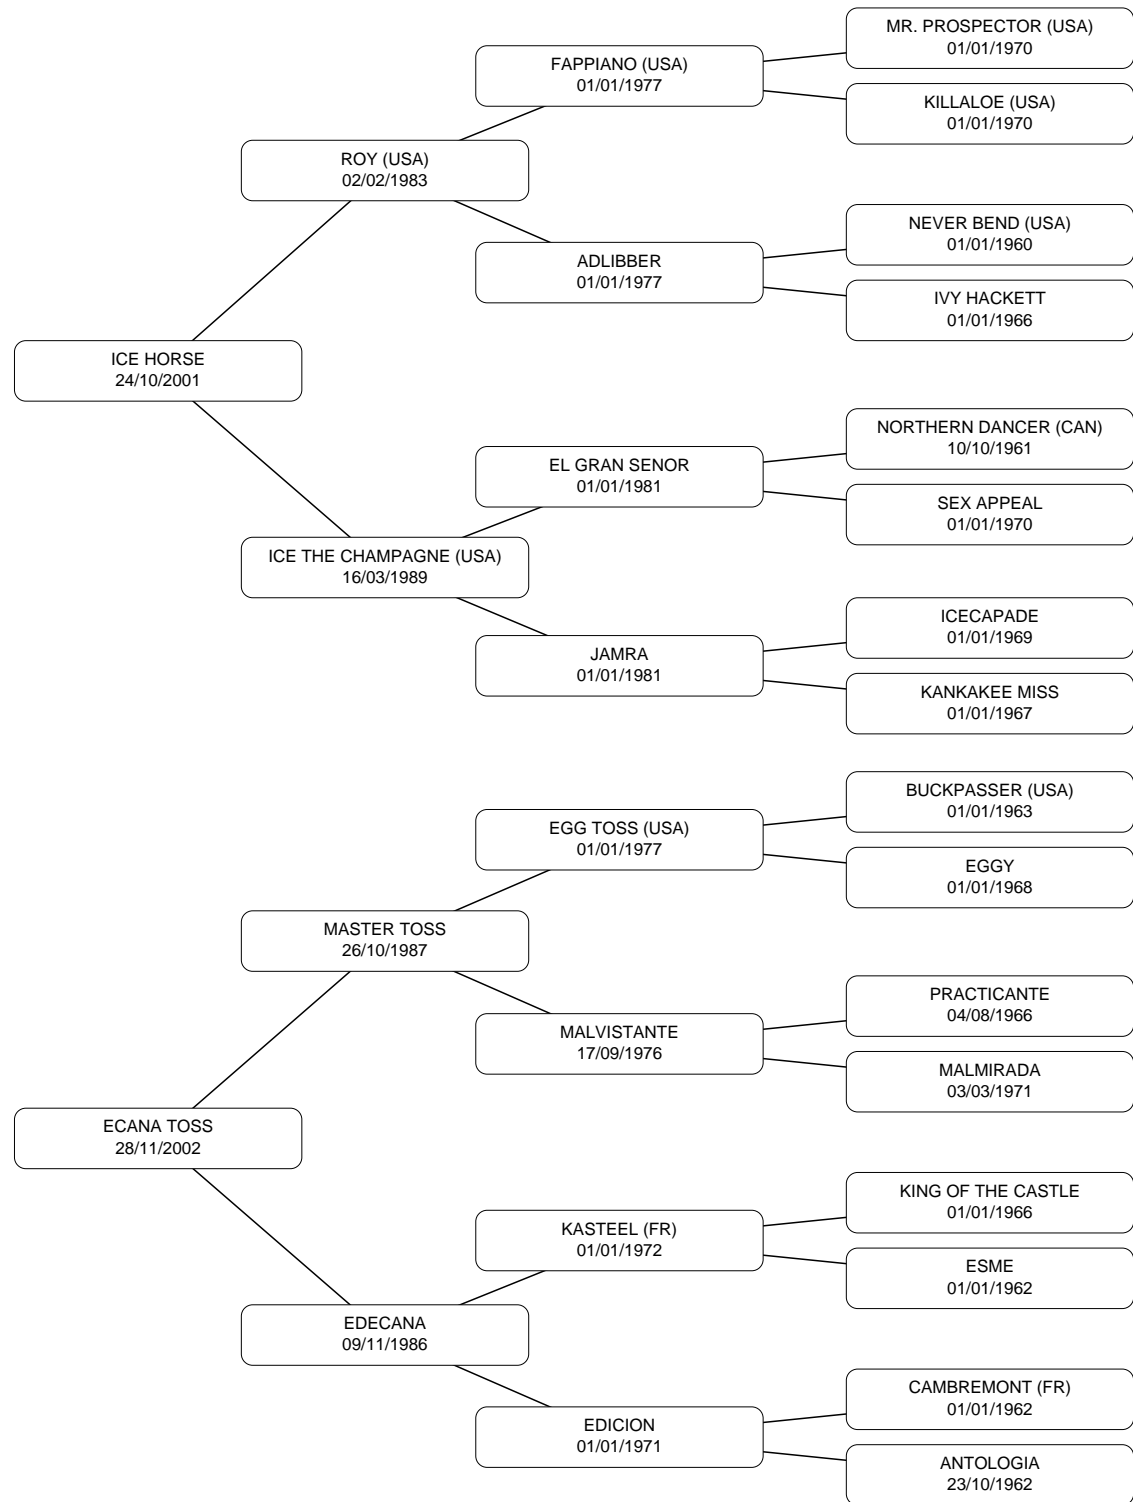 MR. PROSPECTOR (USA)
01/01/1970
FAPPIANO (USA)
01/01/1977
KILLALOE (USA)
01/01/1970
ROY (USA)
02/02/1983
NEVER BEND (USA)
01/01/1960
ADLIBBER
01/01/1977
IVY HACKETT
01/01/1966
ICE HORSE
24/10/2001
NORTHERN DANCER (CAN)
10/10/1961
EL GRAN SENOR
01/01/1981
SEX APPEAL
01/01/1970
ICE THE CHAMPAGNE (USA)
16/03/1989
ICECAPADE
01/01/1969
JAMRA
01/01/1981
KANKAKEE MISS
01/01/1967
BUCKPASSER (USA)
01/01/1963
EGG TOSS (USA)
01/01/1977
EGGY
01/01/1968
MASTER TOSS
26/10/1987
PRACTICANTE
04/08/1966
MALVISTANTE
17/09/1976
MALMIRADA
03/03/1971
ECANA TOSS
28/11/2002
KING OF THE CASTLE
01/01/1966
KASTEEL (FR)
01/01/1972
ESME
01/01/1962
EDECANA
09/11/1986
CAMBREMONT (FR)
01/01/1962
EDICION
01/01/1971
ANTOLOGIA
23/10/1962